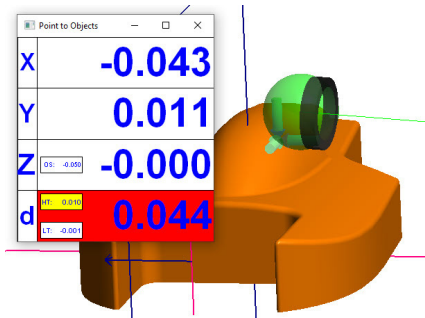 Point to Objects
X -0.043
Y 0.011
Z OS: -0.050 -0.000
d HT: 0.010 LT: -0.001 0.044